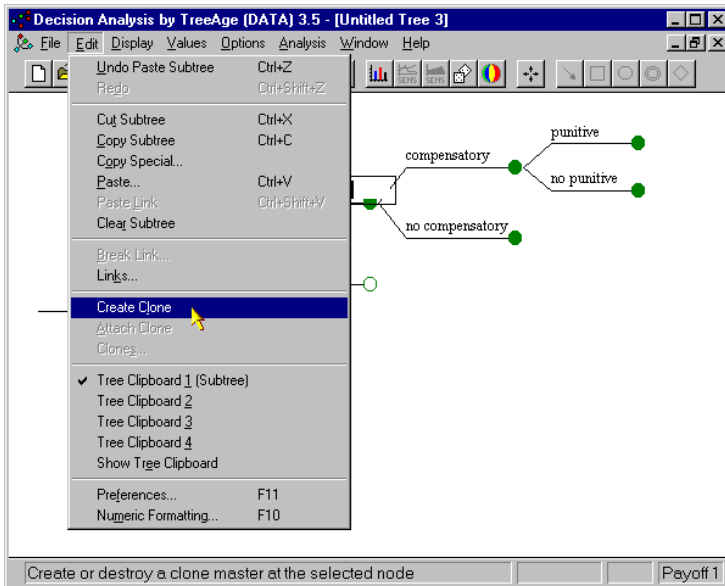 Decision Analysis by TreeAge (DATA) 3.5 - [Untitled Tree 3]
File Edit Display Values Options Analysis Window Help
Undo Paste Subtree Ctrl+Z
Redo Ctrl+Shift+Z
Cut Subtree Ctrl+X
Copy Subtree Ctrl+C
Copy Special...
Paste... Ctrl+V
Paste Link Ctrl+Shift+V
Clear Subtree
Break Link...
Links...
Create Clone
Attach Clone
Clones...
✓ Tree Clipboard 1 (Subtree)
Tree Clipboard 2
Tree Clipboard 3
Tree Clipboard 4
Show Tree Clipboard
Preferences... F11
Numeric Formatting... F10
SENS SENS
punitive
compensatory
no punitive
no compensatory
Create or destroy a clone master at the selected node
Payoff 1